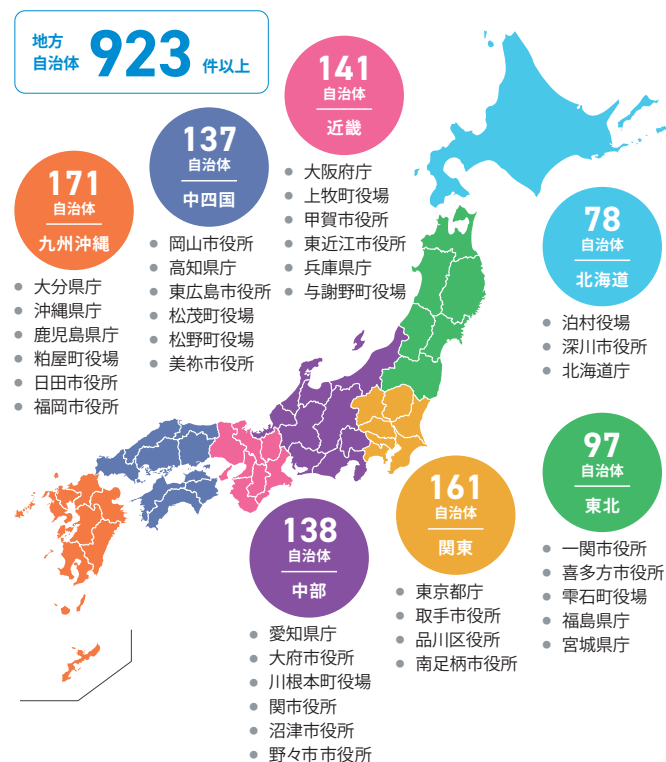 地方
自治体
923
件以上
141
自治体
近畿
大阪府庁
上牧町役場
甲賀市役所
東近江市役所
兵庫県庁
与謝野町役場
137
自治体
中四国
岡山市役所
高知県庁
東広島市役所
松茂町役場
松野町役場
美祢市役所
171
自治体
九州沖縄
大分県庁
沖縄県庁
鹿児島県庁
粕屋町役場
日田市役所
福岡市役所
78
自治体
北海道
泊村役場
深川市役所
北海道庁
97
自治体
東北
一関市役所
喜多方市役所
雫石町役場
福島県庁
宮城県庁
161
自治体
関東
東京都庁
取手市役所
品川区役所
南足柄市役所
138
自治体
中部
愛知県庁
大府市役所
川根本町役場
関市役所
沼津市役所
野々市市役所